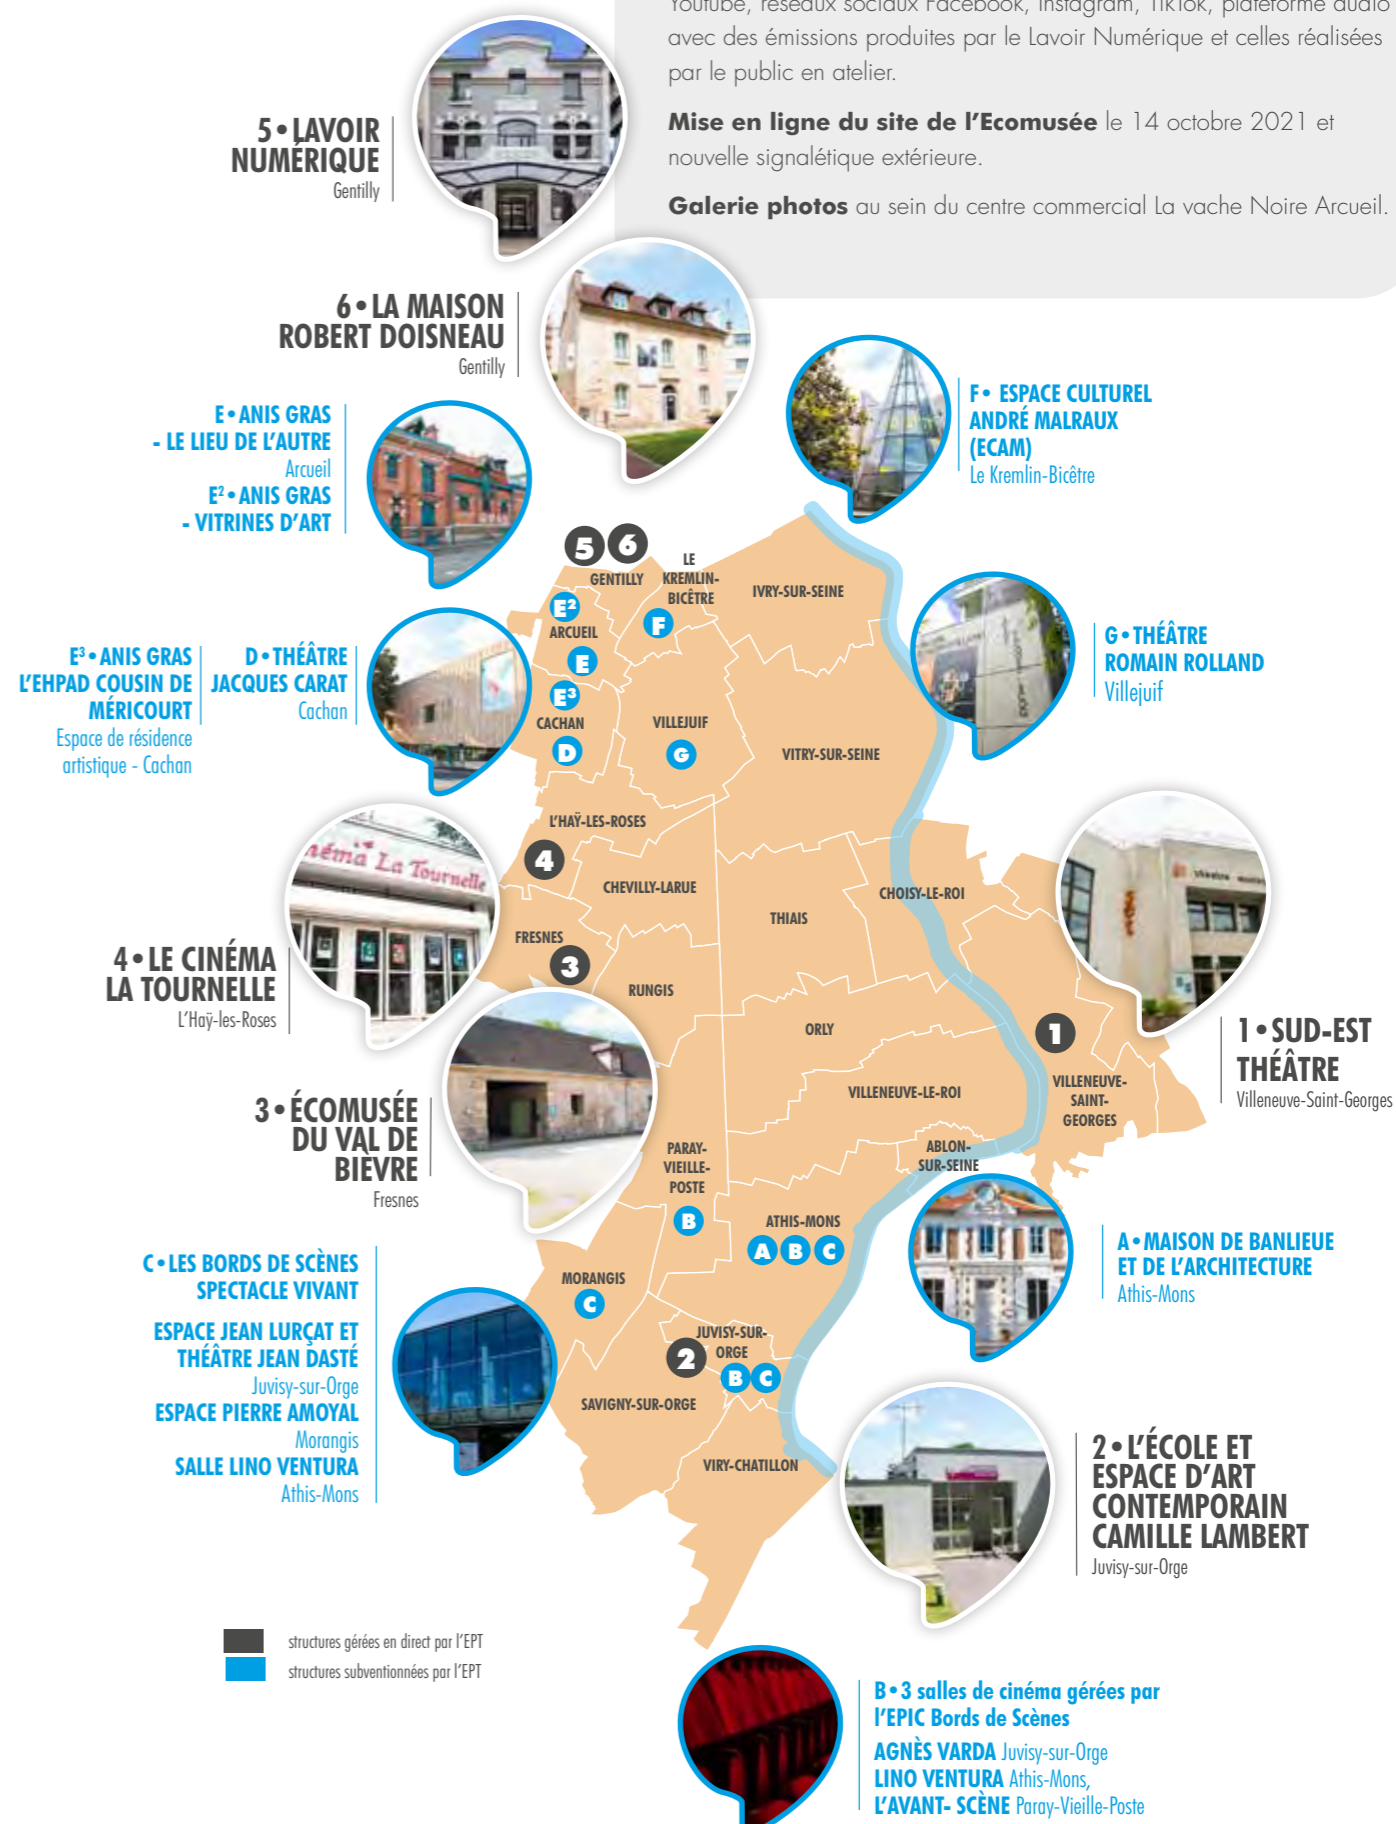 Youtube, réseaux sociaux Facebook, Instagram, TikTok, plateforme audio
avec des émissions produites par le Lavoir Numérique et celles réalisées
par le public en atelier.
Mise en ligne du site de l'Ecomusée le 14 octobre 2021 et
nouvelle signalétique extérieure.
Galerie photos au sein du centre commercial La vache Noire Arcueil.
5•LAVOIR
NUMÉRIQUE
Gentilly
6•LA MAISON
ROBERT DOISNEAU
Gentilly
E•ANIS GRAS
- LE LIEU DE L'AUTRE
Arcueil
E²•ANIS GRAS
- VITRINES D'ART
F• ESPACE CULTUREL
ANDRÉ MALRAUX
(ECAM)
Le Kremlin-Bicêtre
E³•ANIS GRAS
L'EHPAD COUSIN DE
MÉRICOURT
Espace de résidence
artistique - Cachan
D•THÉÂTRE
JACQUES CARAT
Cachan
G•THÉÂTRE
ROMAIN ROLLAND
Villejuif
5 6
GENTILLY
LE
KREMLIN-
BICÊTRE
F
IVRY-SUR-SEINE
E²
ARCUEIL
E
E³
CACHAN
D
VILLEJUIF
G
VITRY-SUR-SEINE
L'HAŸ-LES-ROSES
4
CHEVILLY-LARUE
THIAIS
CHOISY-LE-ROI
FRESNES
3
RUNGIS
ORLY
1
VILLENEUVE-
SAINT-
GEORGES
VILLENEUVE-LE-ROI
ABLON-
SUR-SEINE
PARAY-
VIEILLE-
POSTE
B
ATHIS-MONS
A B C
MORANGIS
C
JUVISY-SUR-
ORGE
2
B C
SAVIGNY-SUR-ORGE
VIRY-CHATILLON
Cinéma La Tournelle
4•LE CINÉMA
LA TOURNELLE
L'Haÿ-les-Roses
1•SUD-EST
THÉÂTRE
Villeneuve-Saint-Georges
3•ÉCOMUSÉE
DU VAL DE
BIÈVRE
Fresnes
A•MAISON DE BANLIEUE
ET DE L'ARCHITECTURE
Athis-Mons
C•LES BORDS DE SCÈNES
SPECTACLE VIVANT
ESPACE JEAN LURÇAT ET
THÉÂTRE JEAN DASTÉ
Juvisy-sur-Orge
ESPACE PIERRE AMOYAL
Morangis
SALLE LINO VENTURA
Athis-Mons
2•L'ÉCOLE ET
ESPACE D'ART
CONTEMPORAIN
CAMILLE LAMBERT
Juvisy-sur-Orge
structures gérées en direct par l'EPT
structures subventionnées par l'EPT
B•3 salles de cinéma gérées par
l'EPIC Bords de Scènes
AGNÈS VARDA Juvisy-sur-Orge
LINO VENTURA Athis-Mons,
L'AVANT- SCÈNE Paray-Vieille-Poste